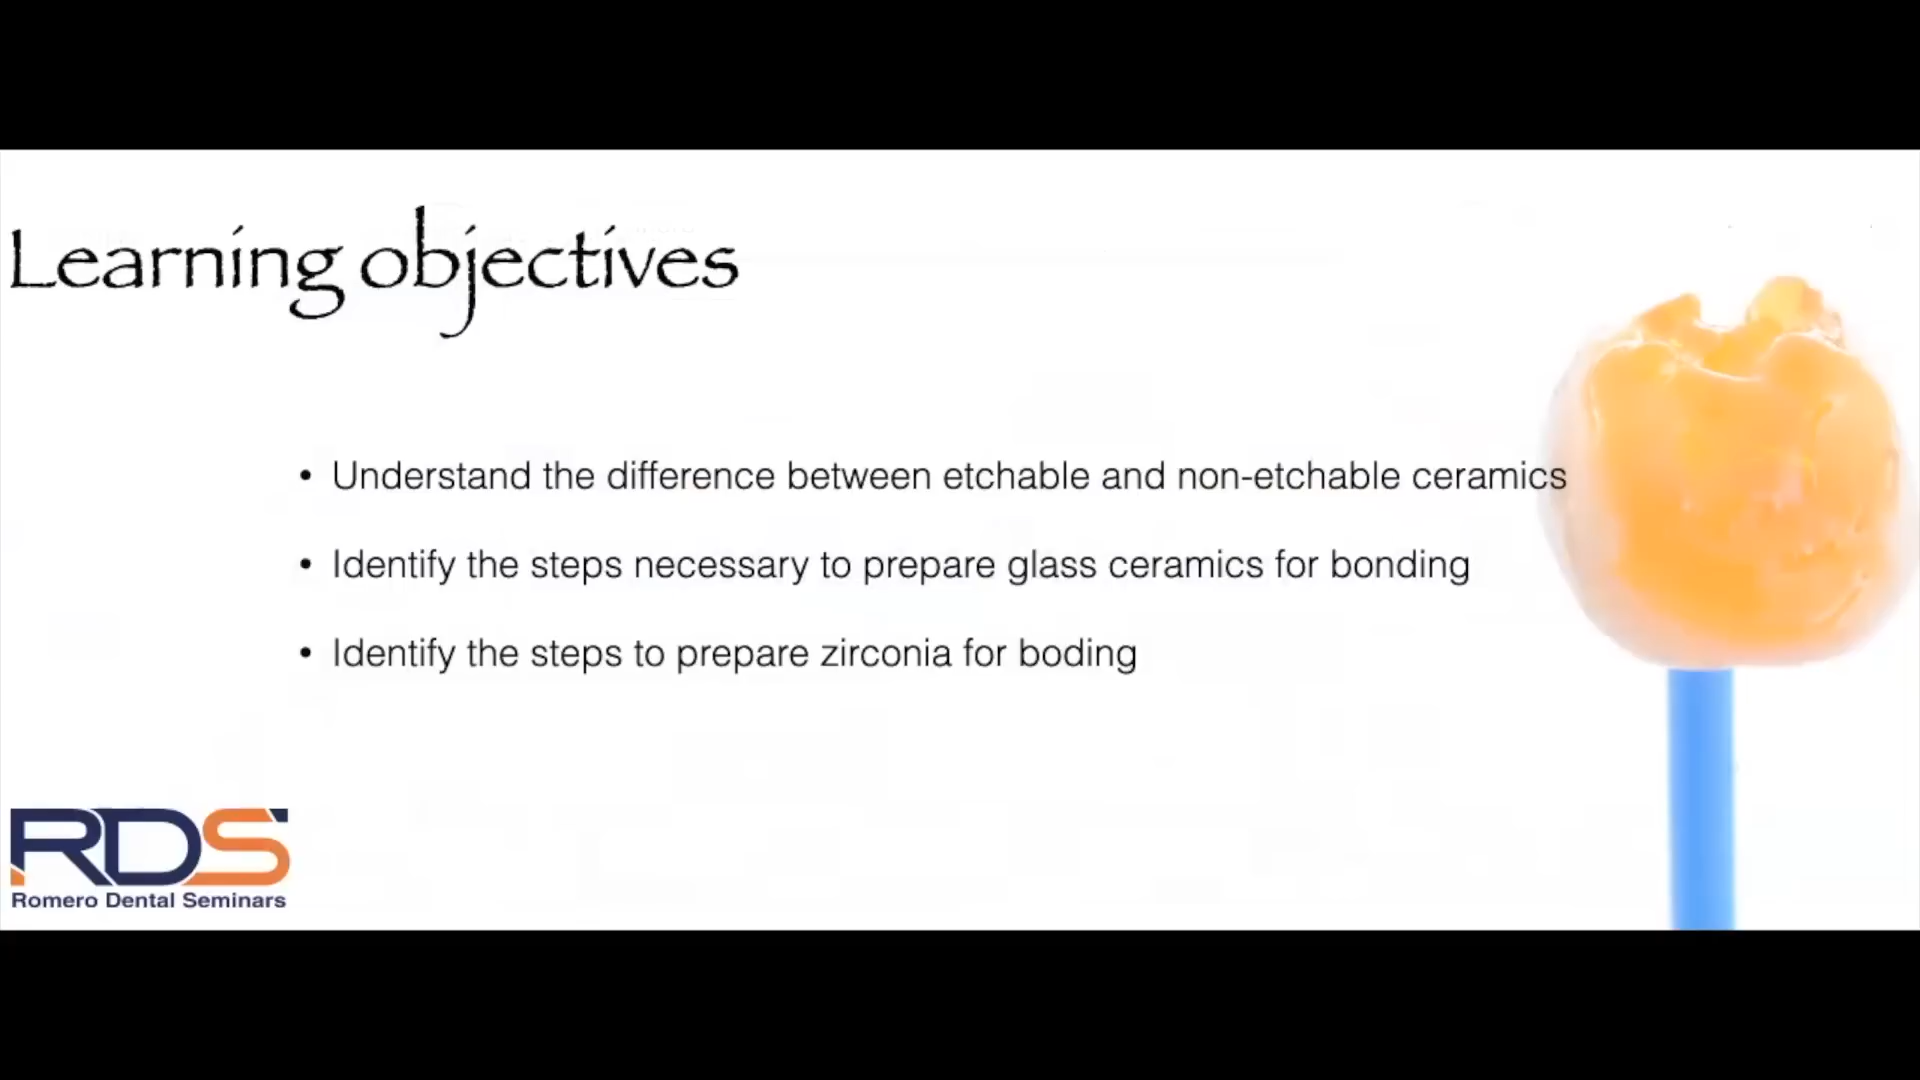 Learning objectives
• Understand the difference between etchable and non-etchable ceramics
• Identify the steps necessary to prepare glass ceramics for bonding
• Identify the steps to prepare zirconia for boding
RDS
Romero Dental Seminars